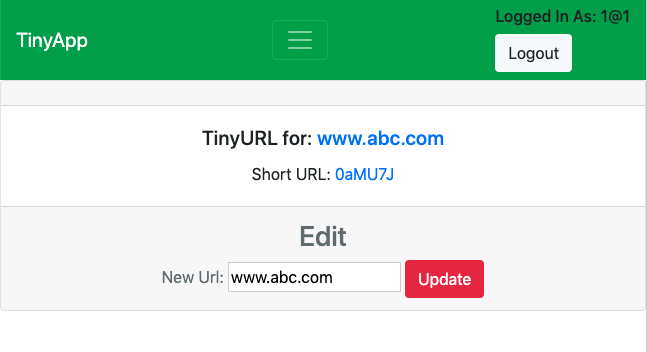 TinyApp
Logged In As: 1@1
Logout
TinyURL for: www.abc.com
Short URL: 0aMU7J
Edit
New Url: www.abc.com Update